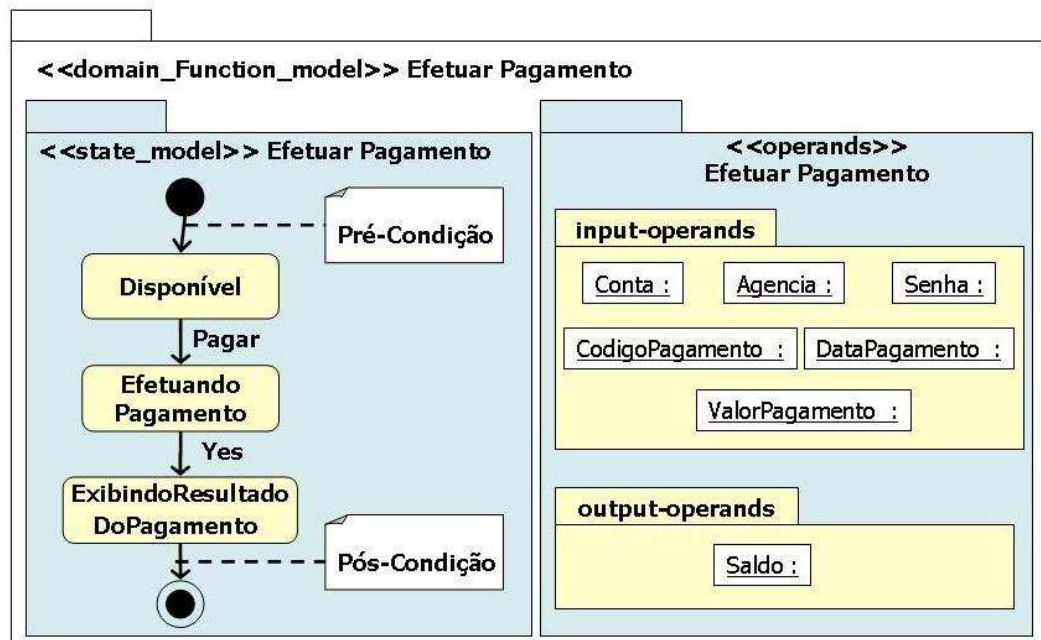 <<domain_Function_model>> Efetuar Pagamento
<<state_model>> Efetuar Pagamento
Pré-Condição
Disponível
Pagar
Efetuando
Pagamento
Yes
ExibindoResultado
DoPagamento
Pós-Condição
<<operands>>
Efetuar Pagamento
input-operands
Conta :
Agencia :
Senha :
CodigoPagamento :
DataPagamento :
ValorPagamento :
output-operands
Saldo :